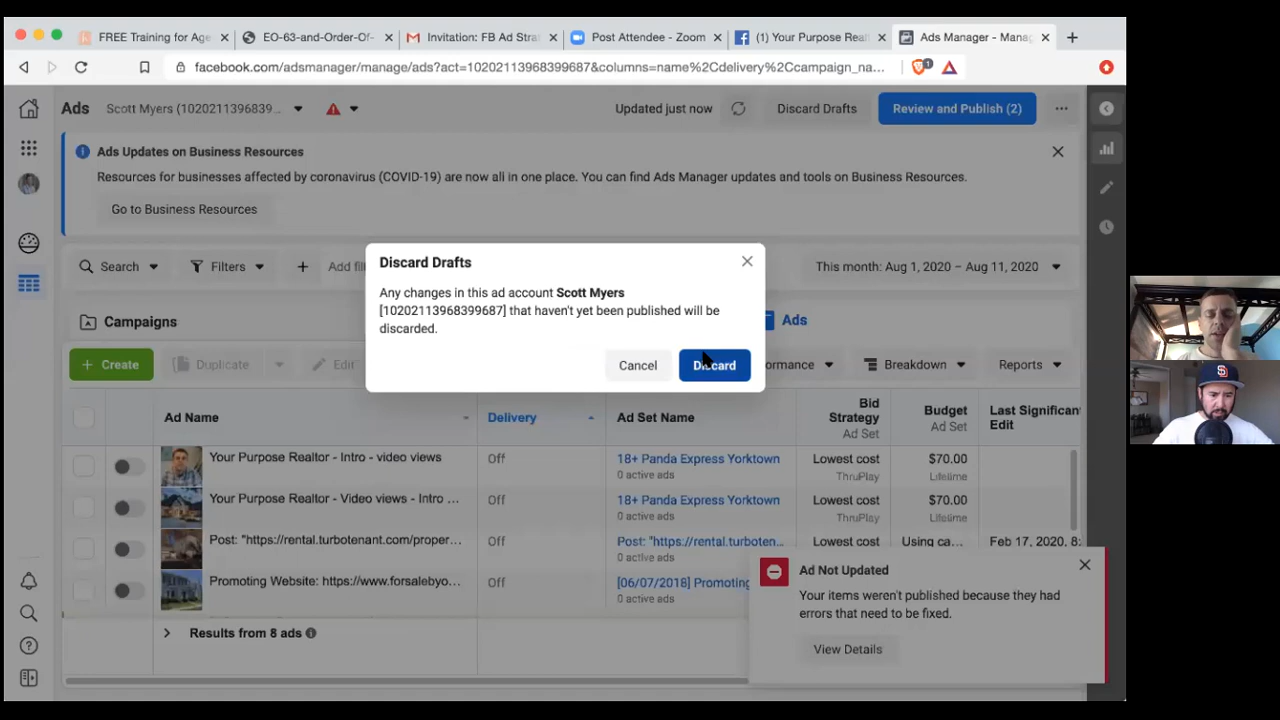 FREE Training for Age
EO-63-and-Order-Of-
Invitation: FB Ad Stra
Post Attendee - Zoom
(1) Your Purpose Real
Ads Manager - Mana
facebook.com/adsmanager/manage/ads?act=10202113968399687&columns=name%2Cdelivery%2Ccampaign_na...
1
Ads
Scott Myers (1020211396839...
Updated just now
Discard Drafts
Review and Publish (2)
Ads Updates on Business Resources
Resources for businesses affected by coronavirus (COVID-19) are now all in one place. You can find Ads Manager updates and tools on Business Resources.
Go to Business Resources
Search
Filters
Add fil
This month: Aug 1, 2020 – Aug 11, 2020
Discard Drafts
Any changes in this ad account Scott Myers
[10202113968399687] that haven't yet been published will be
discarded.
Cancel
Discard
Campaigns
Ads
Create
Duplicate
Edit
ormance
Breakdown
Reports
Ad Name
Delivery
Ad Set Name
Bid
Strategy
Ad Set
Budget
Ad Set
Last Significant
Edit
Your Purpose Realtor - Intro - video views
Off
18+ Panda Express Yorktown
0 active ads
Lowest cost
ThruPlay
$70.00
Lifetime
Your Purpose Realtor - Video views - Intro ...
Off
18+ Panda Express Yorktown
0 active ads
Lowest cost
ThruPlay
$70.00
Lifetime
Post: "https://rental.turbotenant.com/proper...
Off
Post: "https://rental.turboten...
0 active ads
Lowest cost
Using ca...
Feb 17, 2020, 8:
Promoting Website: https://www.forsalebyo...
Off
[06/07/2018] Promoting
0 active ads
Results from 8 ads
Ad Not Updated
Your items weren't published because they had
errors that need to be fixed.
View Details